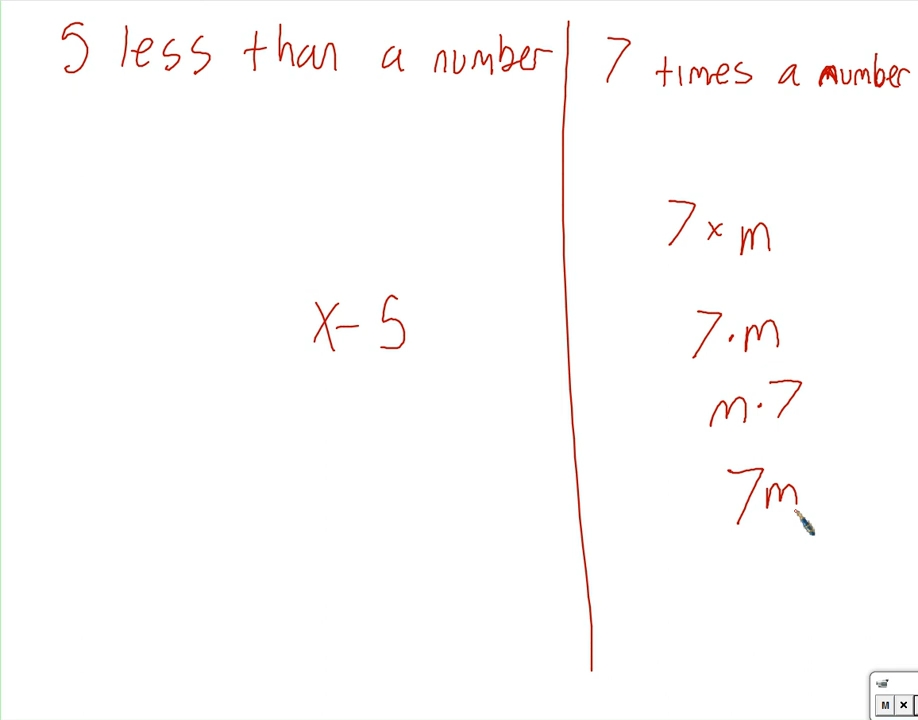 5 less than a number
x - 5
7 times a number
7 × m
7 · m
m · 7
7m
M ×